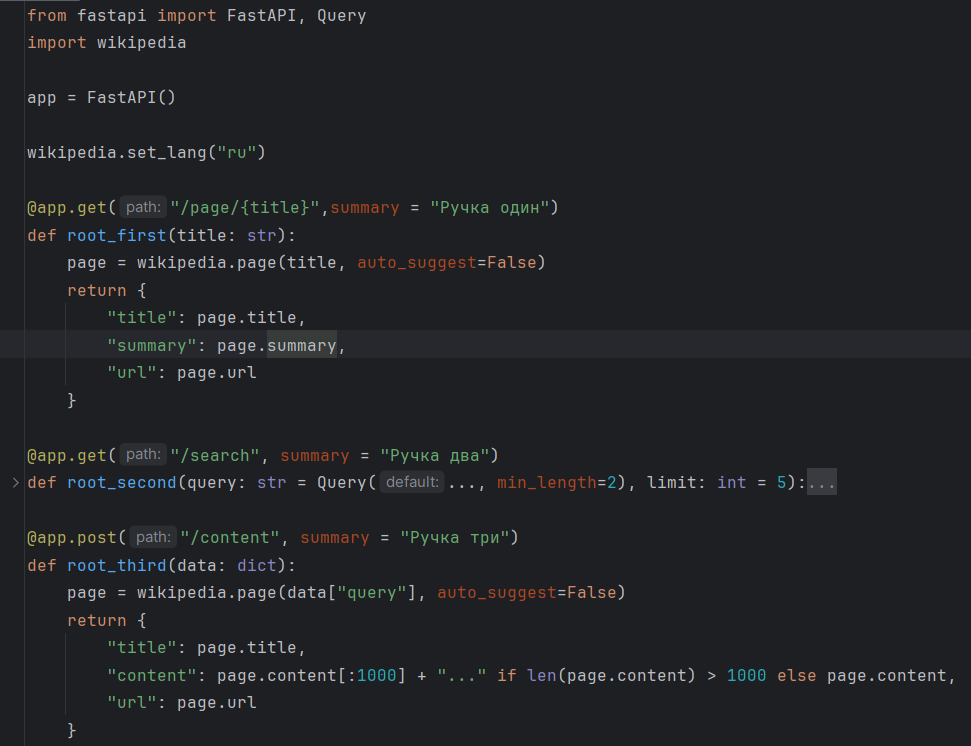 from fastapi import FastAPI, Query
import wikipedia
app = FastAPI()
wikipedia.set_lang("ru")
@app.get( path: "/page/{title}",summary = "Ручка один")
def root_first(title: str):
    page = wikipedia.page(title, auto_suggest=False)
    return {
        "title": page.title,
        "summary": page.summary,
        "url": page.url
    }
@app.get( path: "/search", summary = "Ручка два")
def root_second(query: str = Query( default: ..., min_length=2), limit: int = 5):...
@app.post( path: "/content", summary = "Ручка три")
def root_third(data: dict):
    page = wikipedia.page(data["query"], auto_suggest=False)
    return {
        "title": page.title,
        "content": page.content[:1000] + "..." if len(page.content) > 1000 else page.content,
        "url": page.url
    }